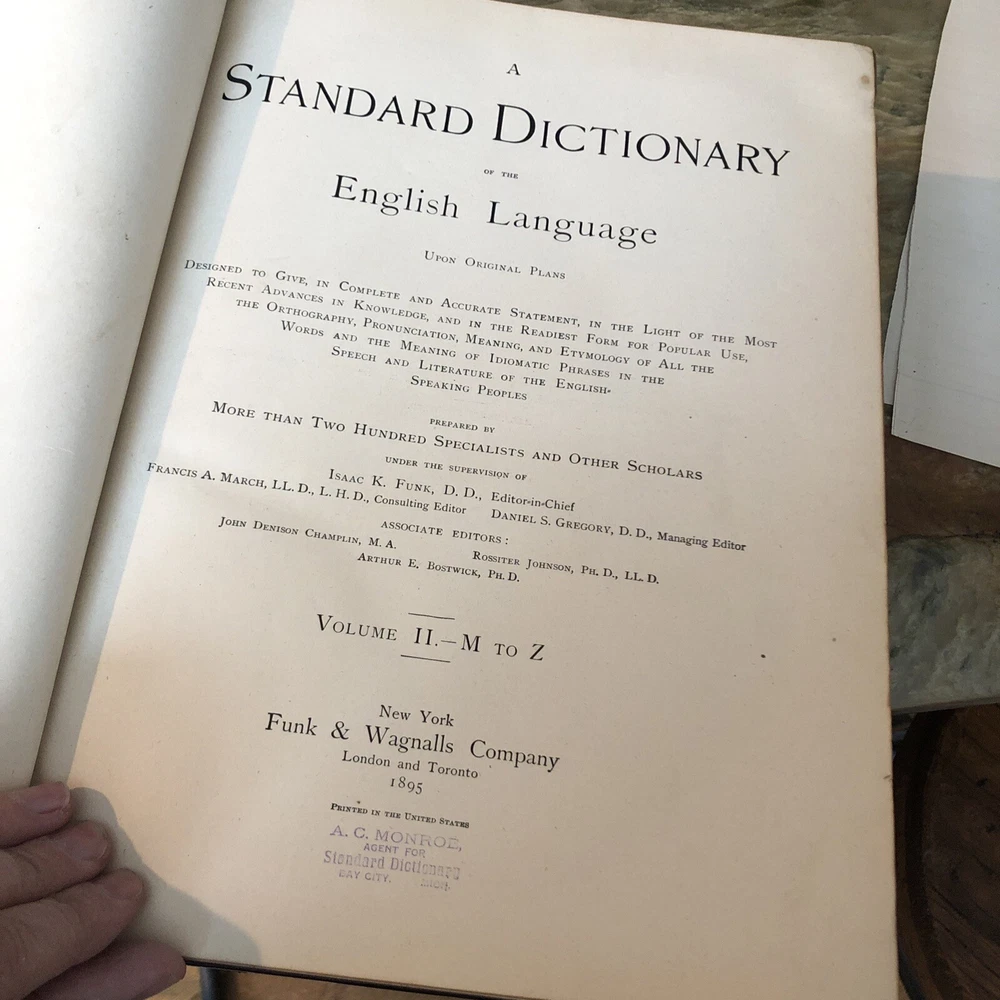 A
STANDARD DICTIONARY
OF THE
English Language
UPON ORIGINAL PLANS
DESIGNED TO GIVE, IN COMPLETE AND ACCURATE STATEMENT, IN THE LIGHT OF THE MOST
RECENT ADVANCES IN KNOWLEDGE, AND IN THE READIEST FORM FOR POPULAR USE,
THE ORTHOGRAPHY, PRONUNCIATION, MEANING, AND ETYMOLOGY OF ALL THE
WORDS AND THE MEANING OF IDIOMATIC PHRASES IN THE
SPEECH AND LITERATURE OF THE ENGLISH-
SPEAKING PEOPLES
PREPARED BY
MORE THAN TWO HUNDRED SPECIALISTS AND OTHER SCHOLARS
UNDER THE SUPERVISION OF
ISAAC K. FUNK, D. D., Editor-in-Chief
FRANCIS A. MARCH, LL. D., L. H. D., Consulting Editor DANIEL S. GREGORY, D. D., Managing Editor
ASSOCIATE EDITORS:
JOHN DENISON CHAMPLIN, M. A. ROSSITER JOHNSON, PH. D., LL. D.
ARTHUR E. BOSTWICK, PH. D.
VOLUME II.—M TO Z
New York
Funk & Wagnalls Company
London and Toronto
1895
PRINTED IN THE UNITED STATES
A. C. MONROE,
AGENT FOR
Standard Dictionary
BAY CITY, MICH.